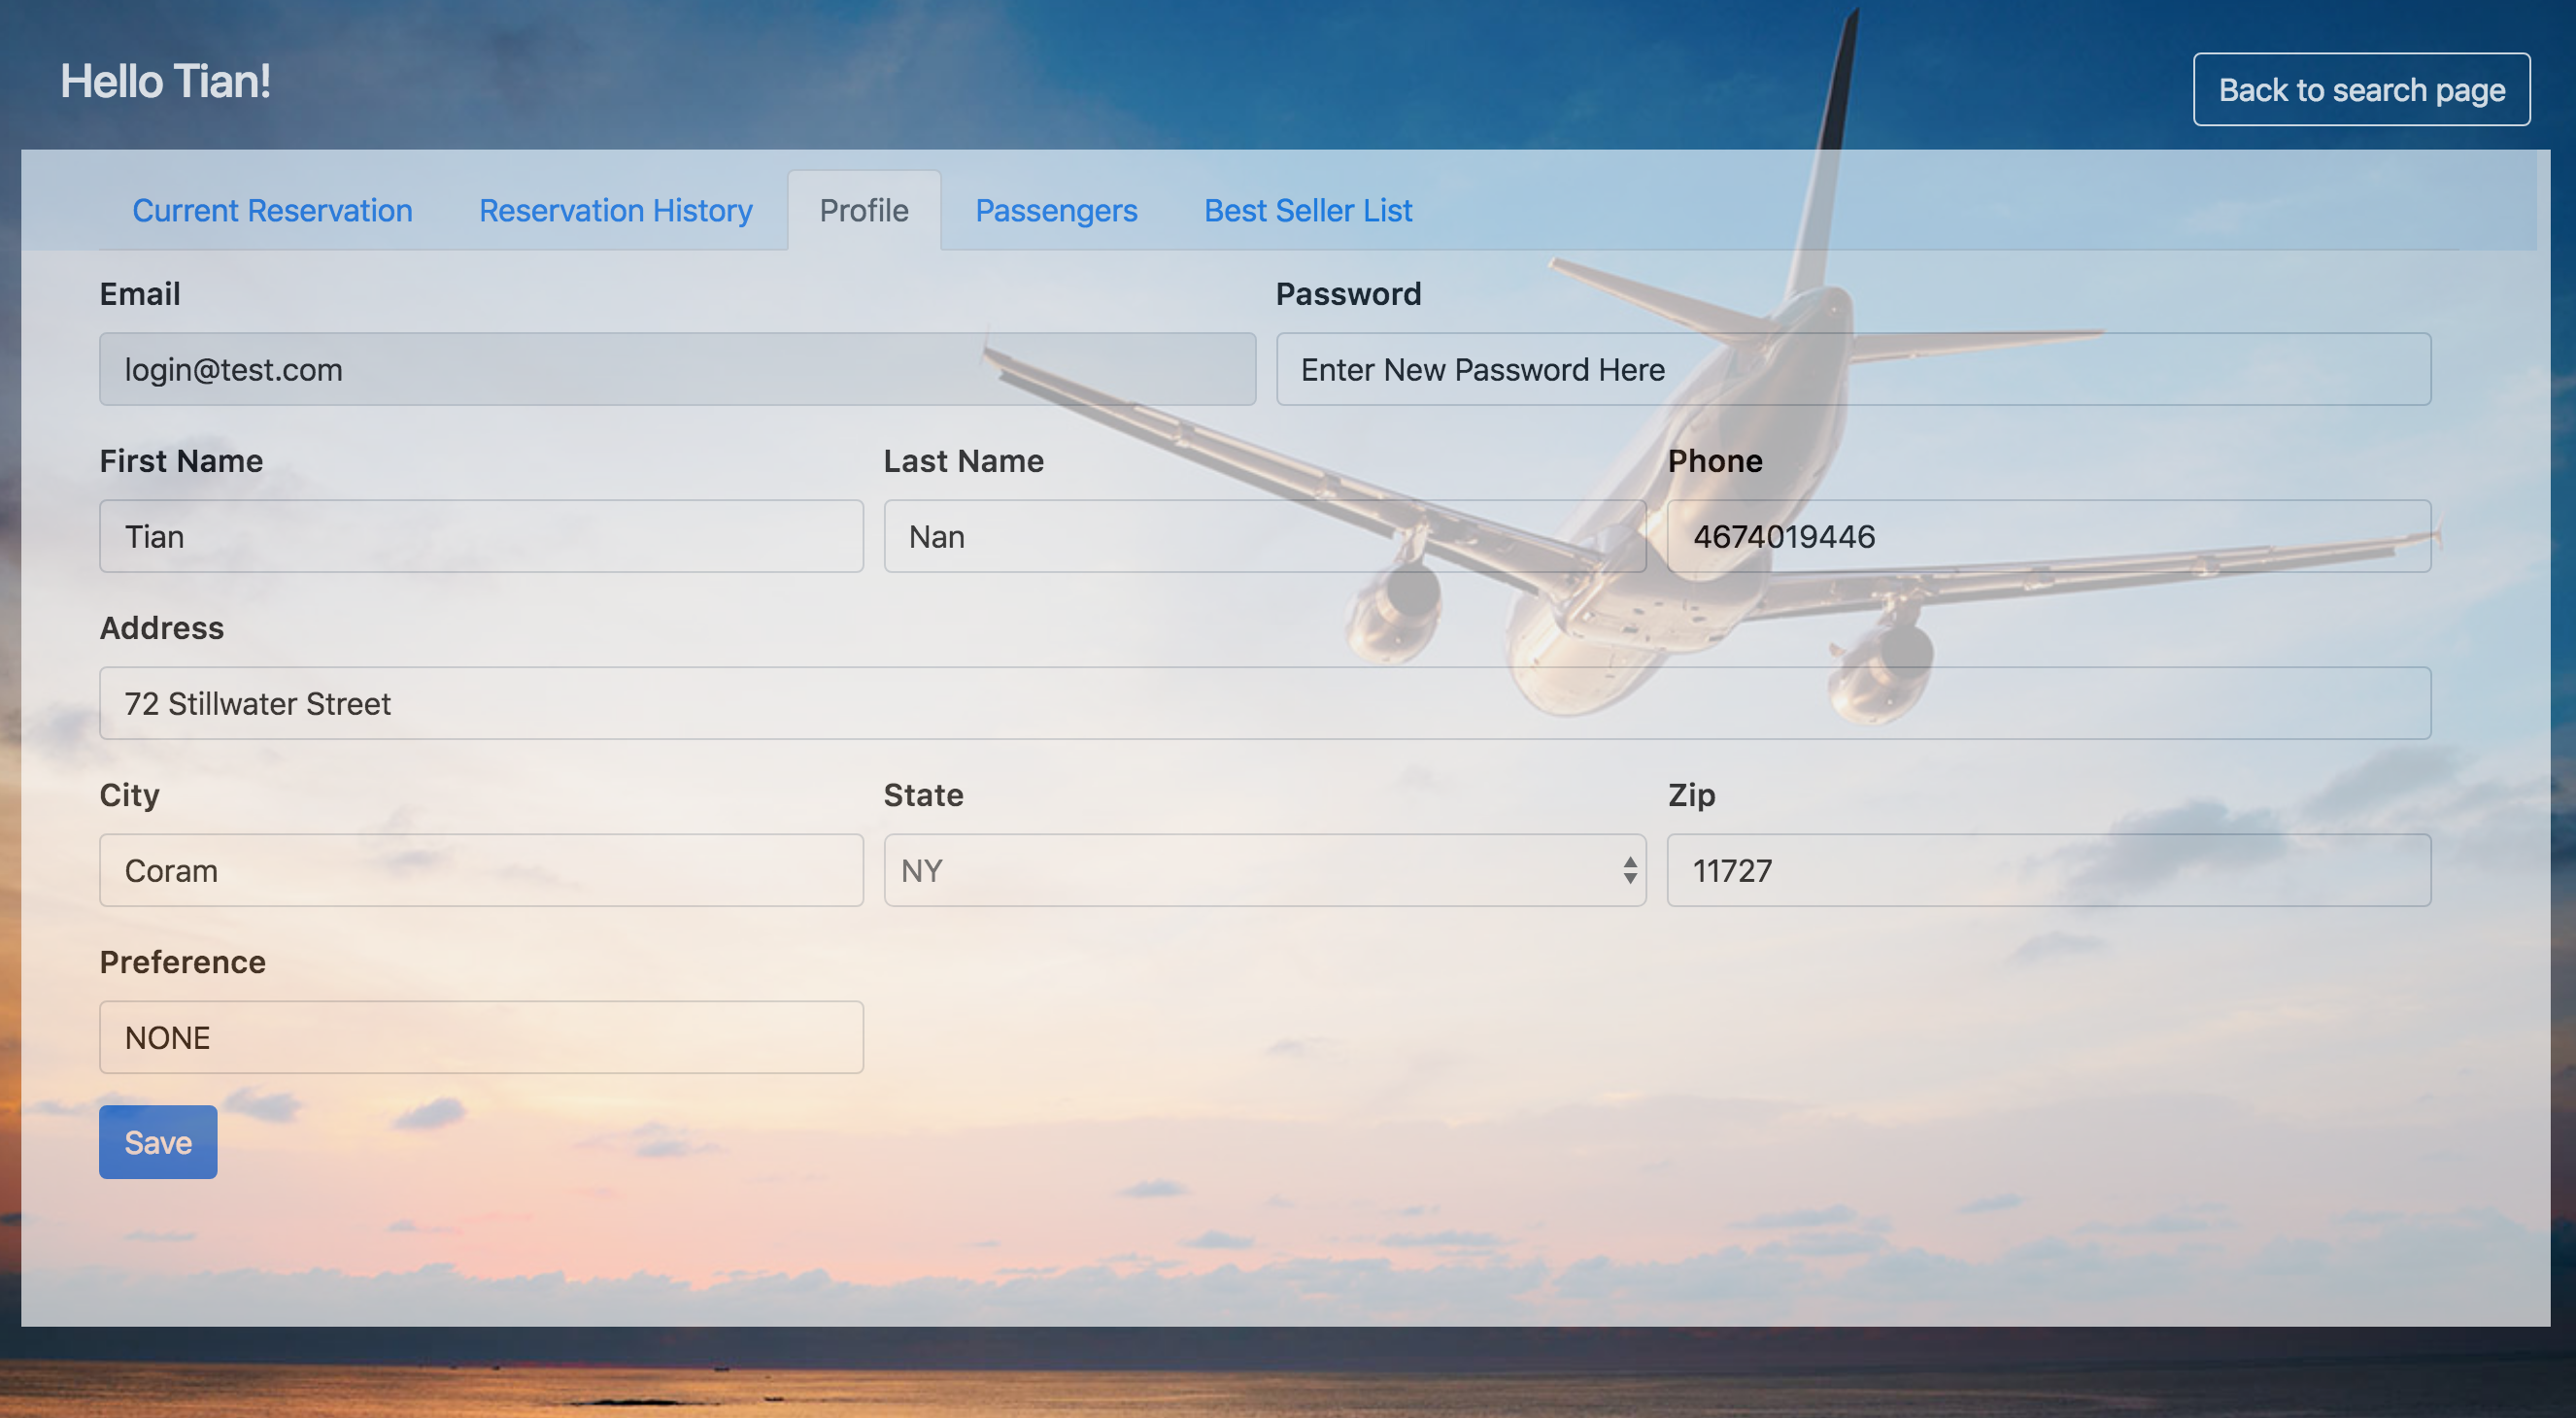 Hello Tian!
Back to search page
Current Reservation Reservation History Profile Passengers Best Seller List
Email Password
login@test.com Enter New Password Here
First Name Last Name Phone
Tian Nan 4674019446
Address
72 Stillwater Street
City State Zip
Coram NY 11727
Preference
NONE
Save